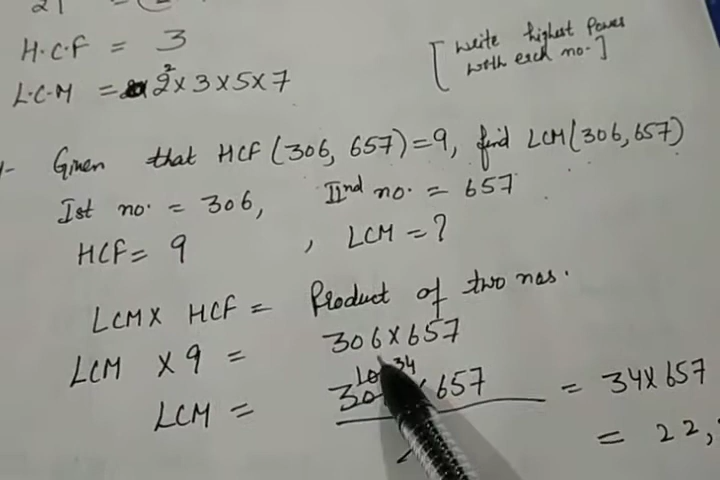 21
H.C.F = 3
L.C.M = 2² × 3 × 5 × 7
[write highest Power
with each no.]
Given that HCF (306, 657) = 9, find LCM (306, 657)
Ist no. = 306, IInd no. = 657
HCF = 9 , LCM = ?
LCM × HCF = Product of two nos.
LCM × 9 = 306 × 657
34
LCM = 657 = 34 × 657
= 22,